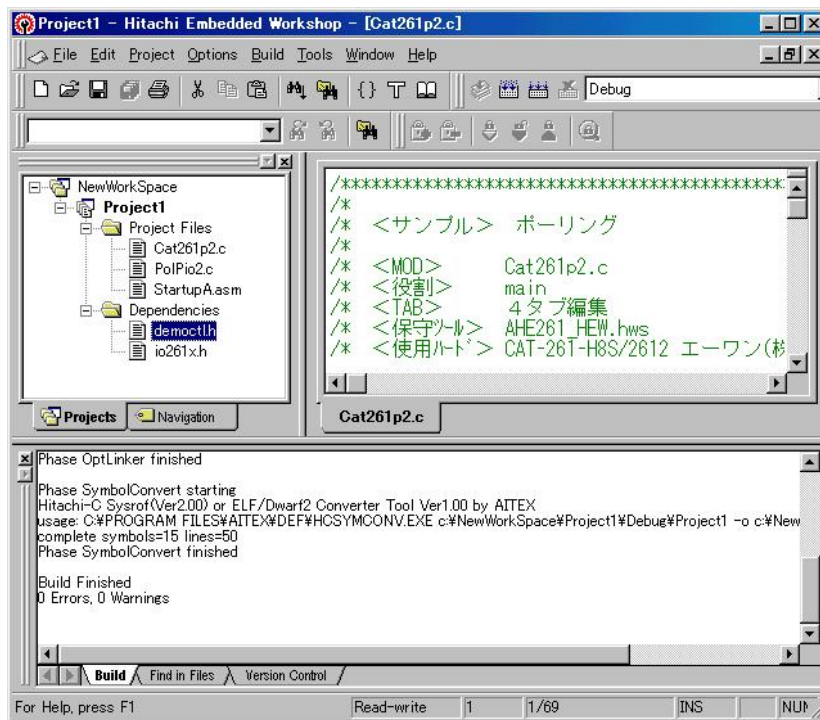 Project1 - Hitachi Embedded Workshop - [Cat261p2.c]
File Edit Project Options Build Tools Window Help
Debug
NewWorkSpace
Project1
Project Files
Cat261p2.c
PolPio2.c
StartupA.asm
Dependencies
democtl.h
io261x.h
Projects Navigation
/********************************************
/*
/* <サンプル> ポーリング
/*
/* <MOD> Cat261p2.c
/* <役割> main
/* <TAB> 4タブ編集
/* <保守ツール> AHE261_HEW.hws
/* <使用ハード> CAT-261-H8S/2612 エーワン(株
Cat261p2.c
Phase OptLinker finished
Phase SymbolConvert starting
Hitachi-C Sysrof(Ver2.00) or ELF/Dwarf2 Converter Tool Ver1.00 by AITEX
usage: C:¥PROGRAM FILES¥AITEX¥DEF¥HCSYMCONV.EXE c:¥NewWorkSpace¥Project1¥Debug¥Project1 -o c:¥New
complete symbols=15 lines=50
Phase SymbolConvert finished
Build Finished
0 Errors, 0 Warnings
Build Find in Files Version Control
For Help, press F1 Read-write 1 1/69 INS NUM